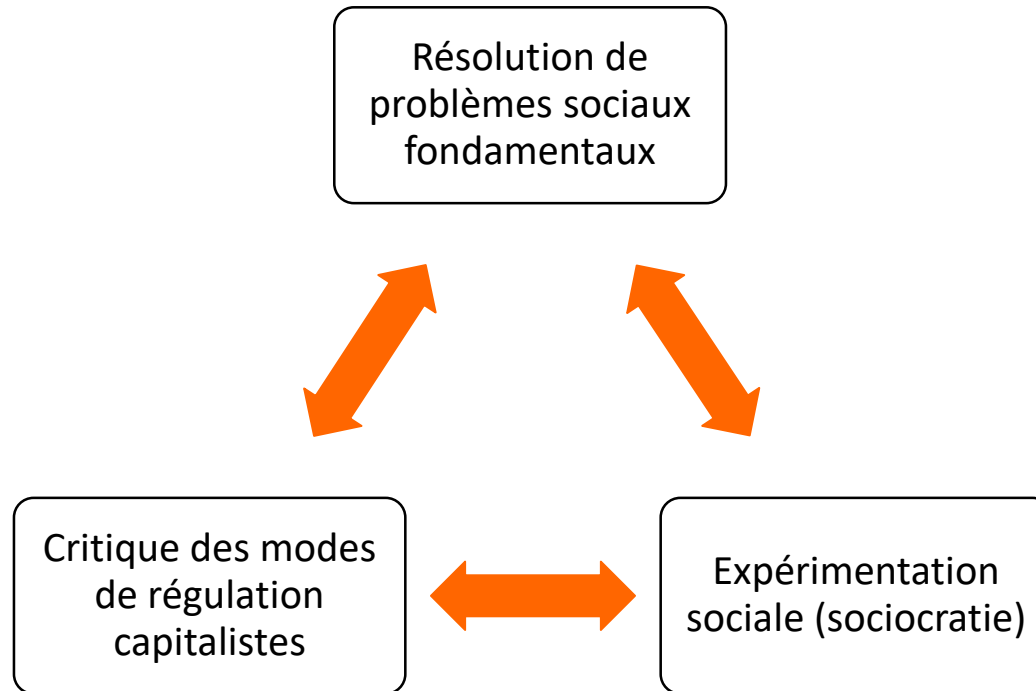 Résolution de
problèmes sociaux
fondamentaux
Critique des modes
de régulation
capitalistes
Expérimentation
sociale (sociocratie)